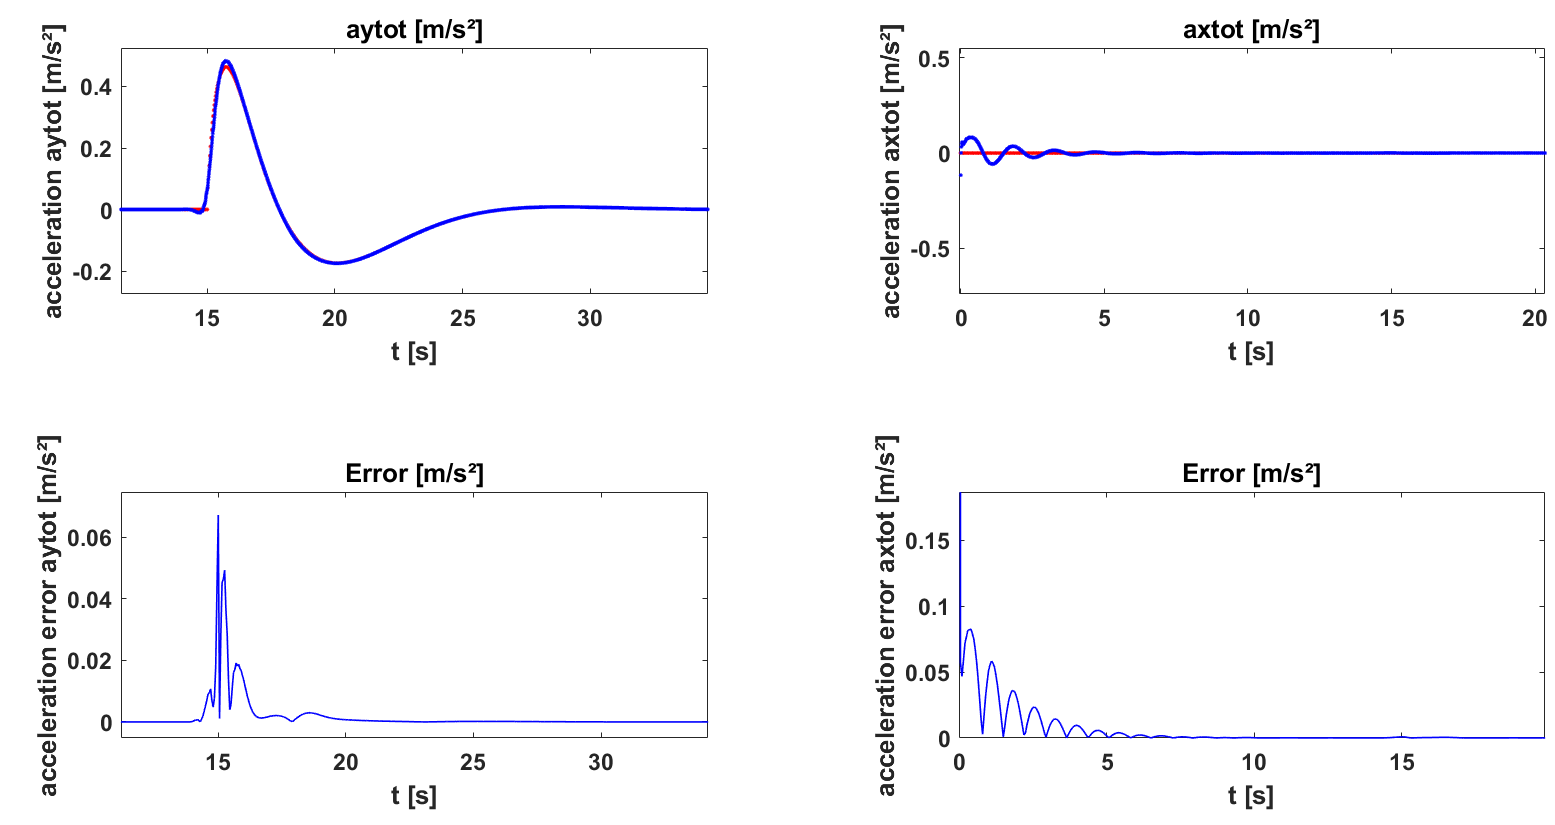 aytot [m/s²]
acceleration aytot [m/s²]
0.4
0.2
0
-0.2
15
20
25
30
t [s]
axtot [m/s²]
acceleration axtot [m/s²]
0.5
0
-0.5
0
5
10
15
20
t [s]
Error [m/s²]
acceleration error aytot [m/s²]
0.06
0.04
0.02
0
15
20
25
30
t [s]
Error [m/s²]
acceleration error axtot [m/s²]
0.15
0.1
0.05
0
0
5
10
15
t [s]